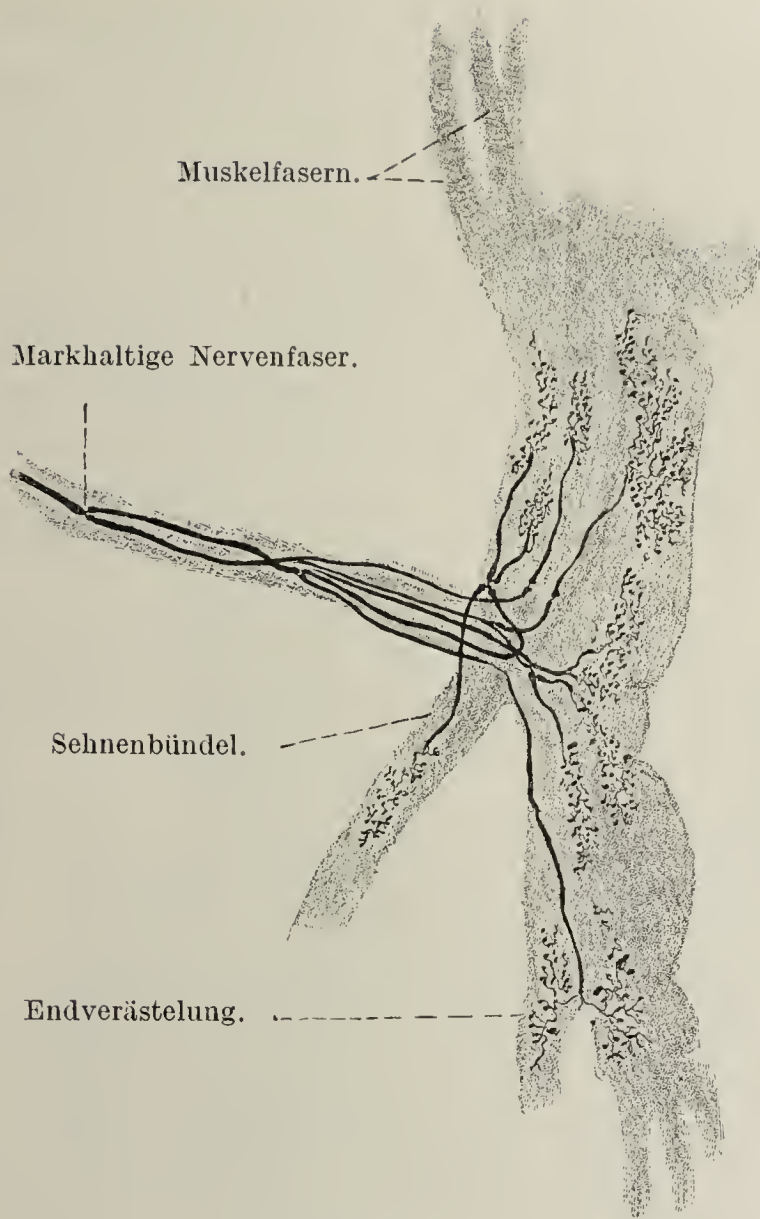 Muskelfasern.
Markhaltige Nervenfaser.
Sehnenbündel.
Endverästelung.